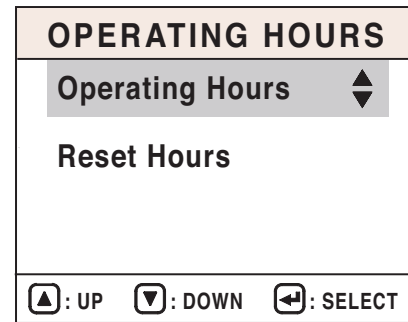 OPERATING HOURS
Operating Hours
Reset Hours
: UP : DOWN : SELECT